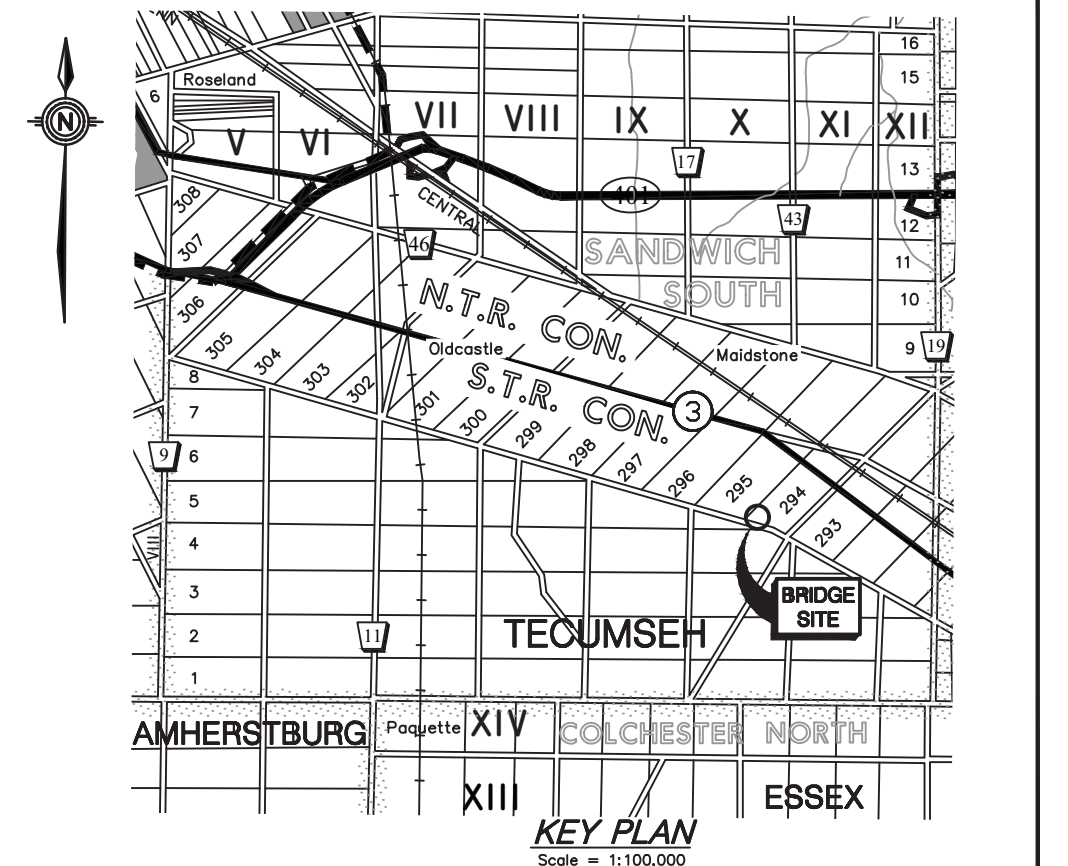 16
Roseland
15
6
VII VIII IX X XI XII
V VI
17
13
308
401
CENTRAL
43
12
307
46
SANDWICH
11
SOUTH
10
306
N.T.R. CON.
305
Oldcastle
Maidstone
9
19
304
303
302
8
S.T.R. CON.
3
301
7
300
299
298
297
296
295
294
293
9
6
5
4
VIII
3
BRIDGE
SITE
11
2
TECUMSEH
1
AMHERSTBURG
Paquette
XIV
COLCHESTER NORTH
XIII
ESSEX
KEY PLAN
Scale = 1:100,000
N